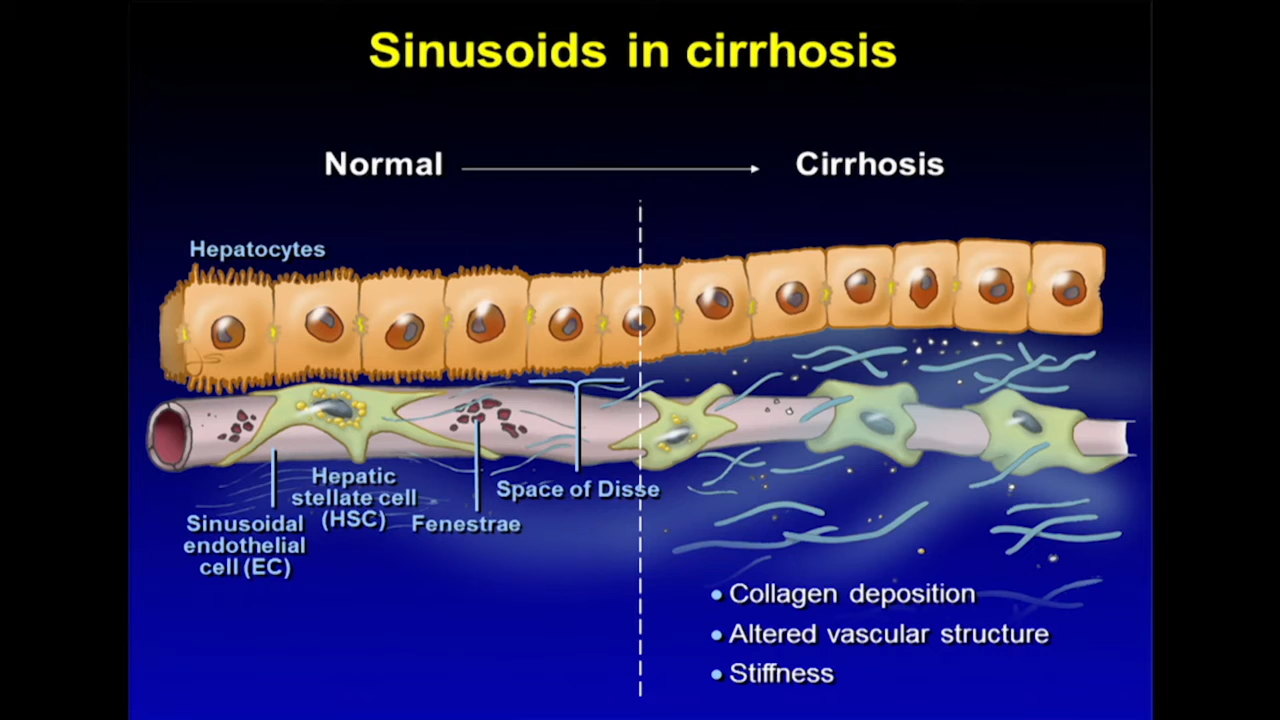 Sinusoids in cirrhosis
Normal
Cirrhosis
Hepatocytes
Hepatic
stellate cell
(HSC)
Space of Disse
Sinusoidal
endothelial
cell (EC)
Fenestrae
• Collagen deposition
• Altered vascular structure
• Stiffness